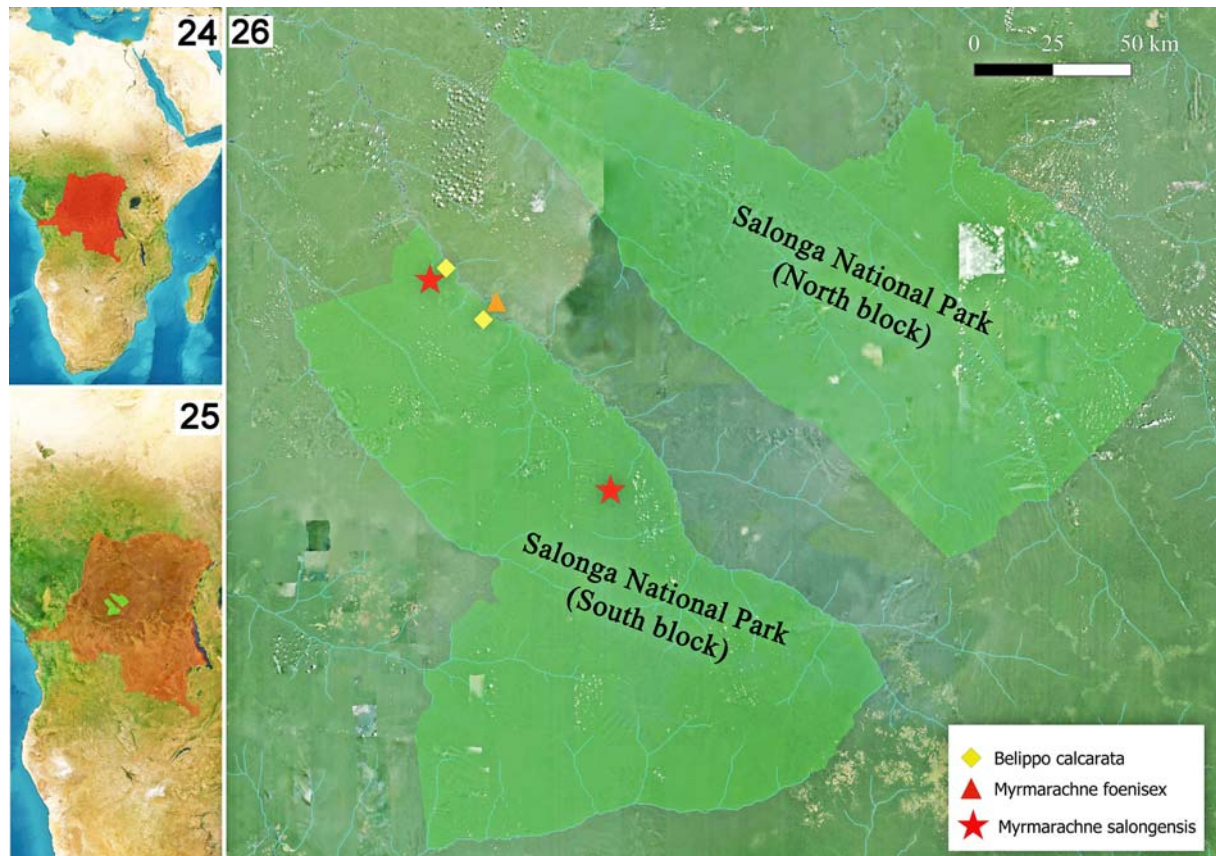 24
25
26
0 25 50 km
Salonga National Park
(North block)
Salonga National Park
(South block)
Belippo calcarata
Myrmarachne foenisex
Myrmarachne salongensis